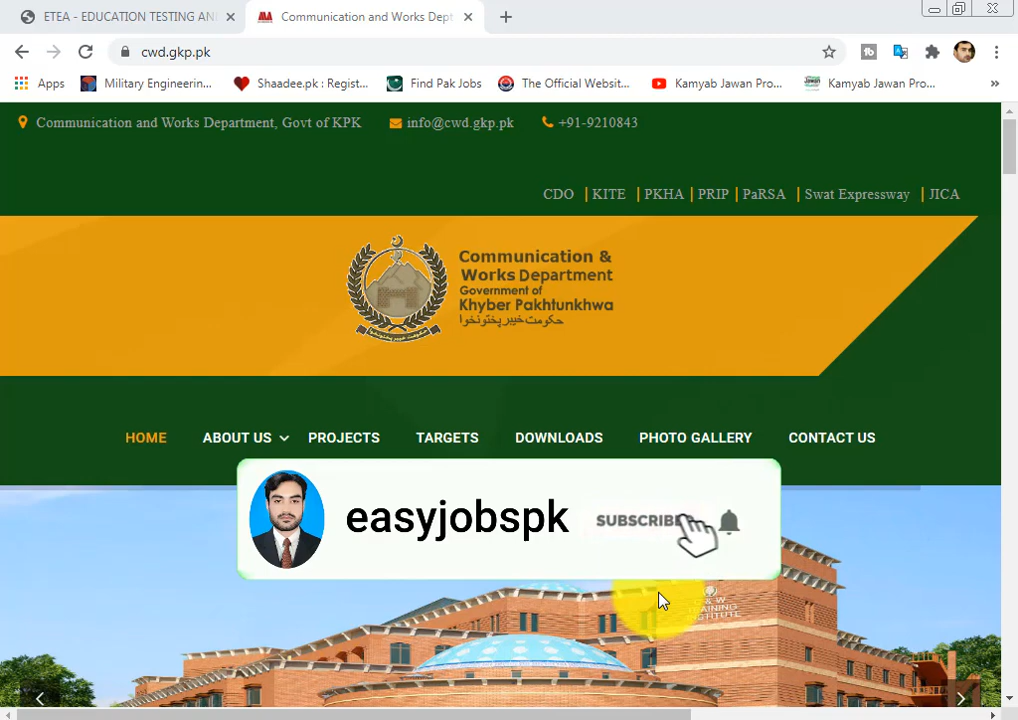 ETEA - EDUCATION TESTING AN
Communication and Works Dept
cwd.gkp.pk
Apps
Military Engineerin...
Shaadee.pk : Regist...
Find Pak Jobs
The Official Websit...
Kamyab Jawan Pro...
Kamyab Jawan Pro...
»
Communication and Works Department, Govt of KPK
info@cwd.gkp.pk
+91-9210843
CDO | KITE | PKHA | PRIP | PaRSA | Swat Expressway | JICA
Communication &
Works Department
Government of
Khyber Pakhtunkhwa
حکومت خیبر پختونخوا
HOME ABOUT US PROJECTS TARGETS DOWNLOADS PHOTO GALLERY CONTACT US
easyjobspk
SUBSCRIBE
C & W
TRAINING
INSTITUTE